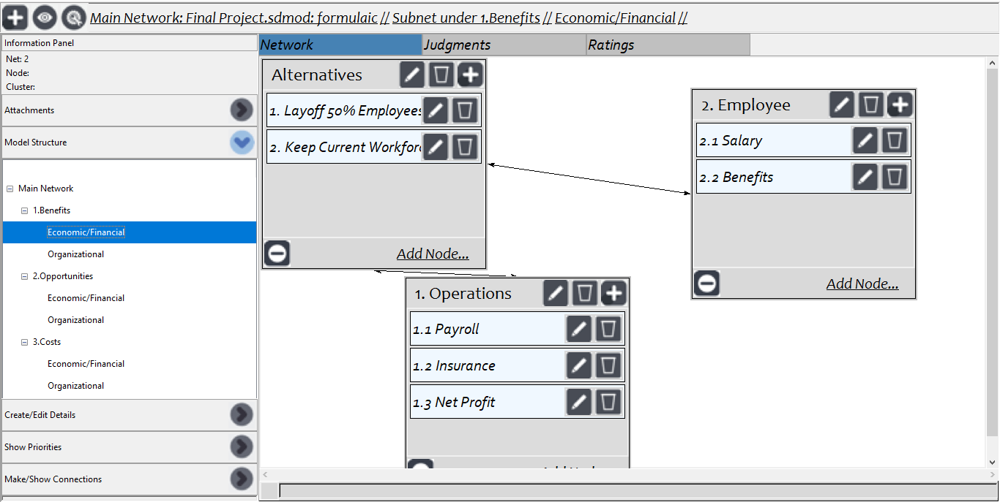 Main Network: Final Project.sdmod: formulaic // Subnet under 1.Benefits // Economic/Financial //
Information Panel
Net: 2
Node:
Cluster:
Attachments
Model Structure
Main Network
1.Benefits
Economic/Financial
Organizational
2.Opportunities
Economic/Financial
Organizational
3.Costs
Economic/Financial
Organizational
Create/Edit Details
Show Priorities
Make/Show Connections
Network
Judgments
Ratings
Alternatives
1. Layoff 50% Employees
2. Keep Current Workfor
Add Node...
2. Employee
2.1 Salary
2.2 Benefits
Add Node...
1. Operations
1.1 Payroll
1.2 Insurance
1.3 Net Profit